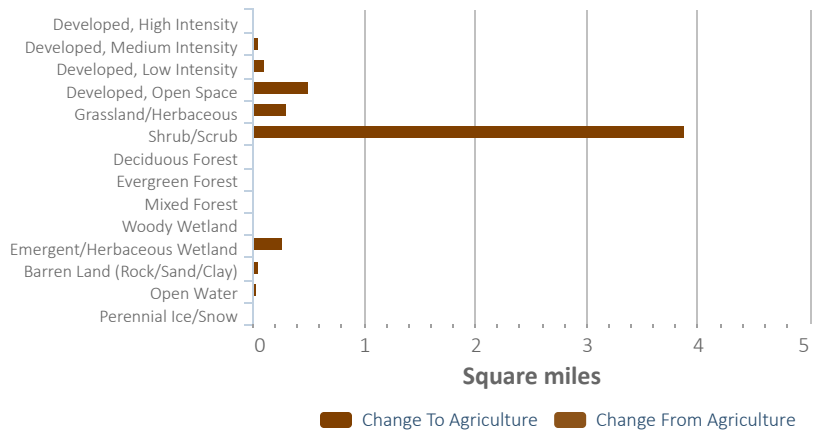 Developed, High Intensity
Developed, Medium Intensity
Developed, Low Intensity
Developed, Open Space
Grassland/Herbaceous
Shrub/Scrub
Deciduous Forest
Evergreen Forest
Mixed Forest
Woody Wetland
Emergent/Herbaceous Wetland
Barren Land (Rock/Sand/Clay)
Open Water
Perennial Ice/Snow
0 1 2 3 4 5
Square miles
Change To Agriculture Change From Agriculture